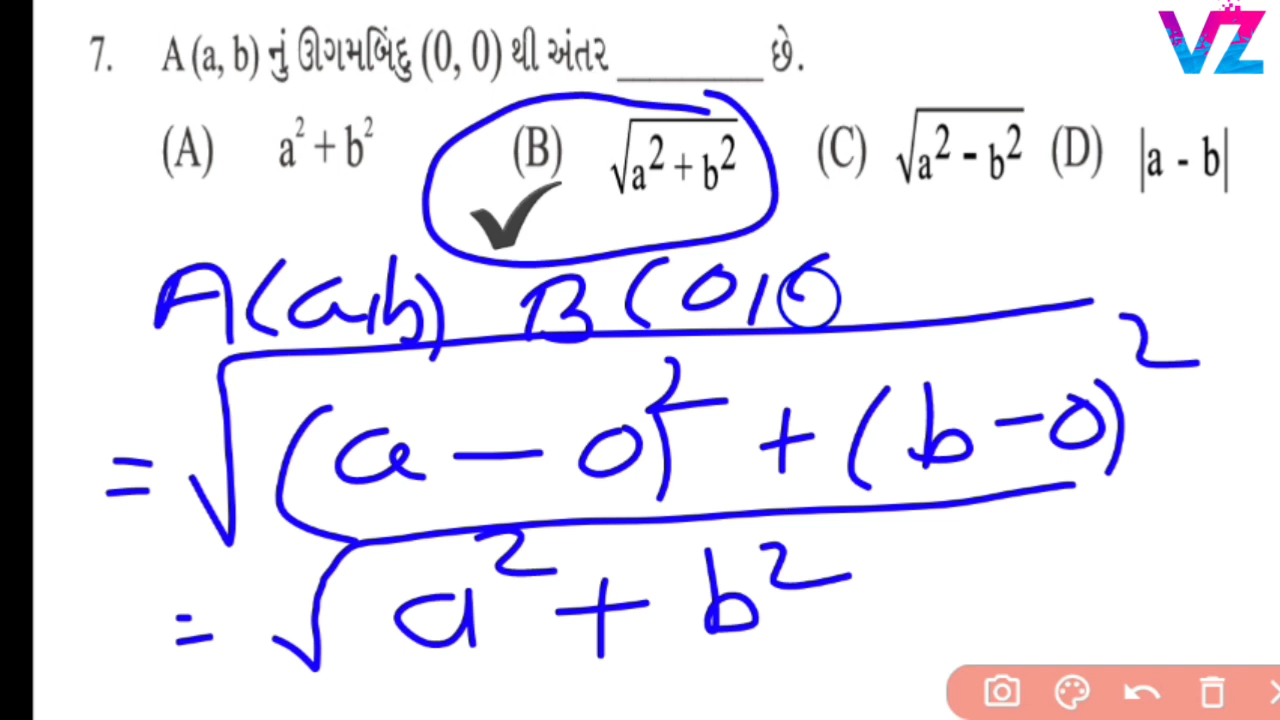 VZ
7. A (a, b) નું ઊગમબિંદુ (0, 0) થી અંતર ________ છે.
(A) a² + b² (B) √(a² + b²) (C) √(a² - b²) (D) |a - b|
A(a,b) B(0,0
= √((a-0)² + (b-0)²)
= √(a² + b²)